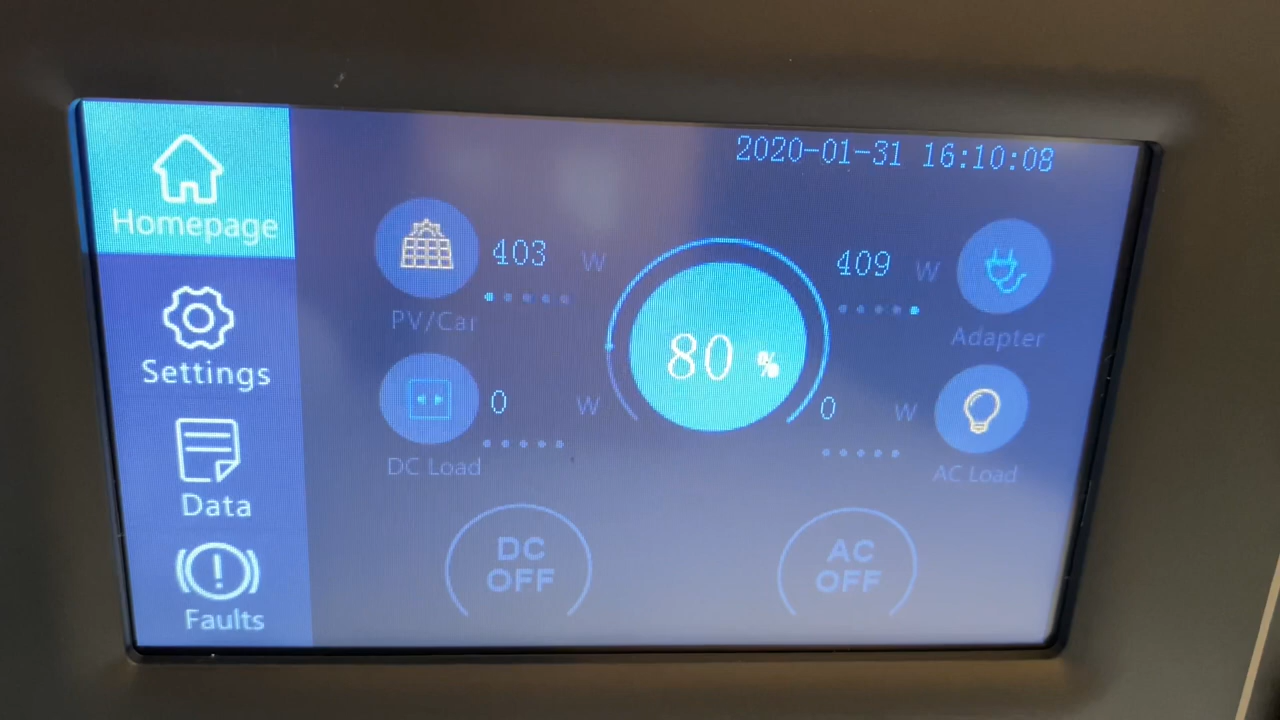 Homepage
Settings
Data
Faults
2020-01-31 16:10:08
403 W
PV/Car
409 W
Adapter
80 %
0 W
DC Load
0 W
AC Load
DC
OFF
AC
OFF